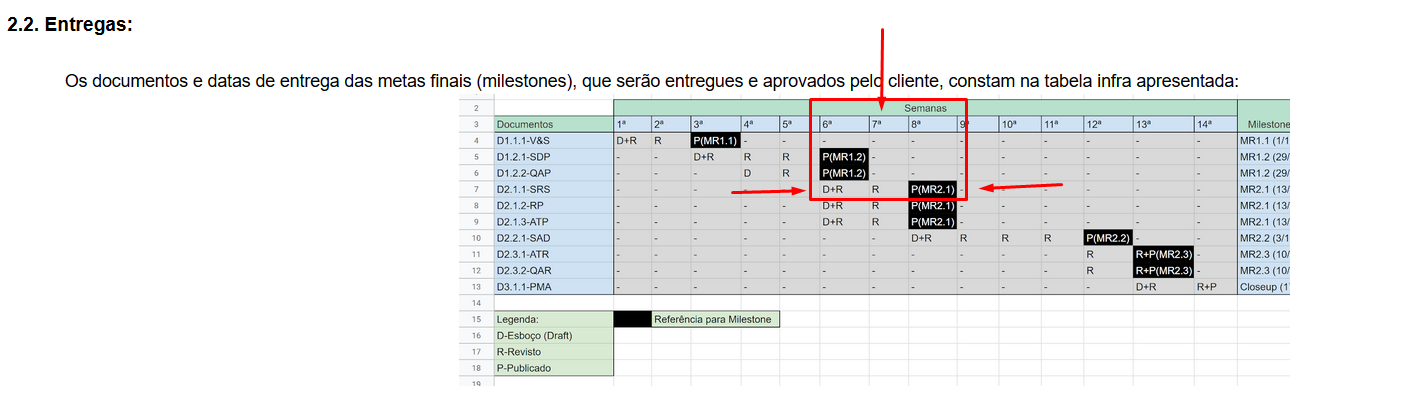 2.2. Entregas:
Os documentos e datas de entrega das metas finais (milestones), que serão entregues e aprovados pelo cliente, constam na tabela infra apresentada:
2 Semanas
3 Documentos 1ª 2ª 3ª 4ª 5ª 6ª 7ª 8ª 9ª 10ª 11ª 12ª 13ª 14ª Milestone
4 D1.1.1-V&S D+R R P(MR1.1) - - - - - - - - - - - MR1.1 (1/1
5 D1.2.1-SDP - - D+R R R P(MR1.2) - - - - - - - - MR1.2 (29/
6 D1.2.2-QAP - - - D R P(MR1.2) - - - - - - - - MR1.2 (29/
7 D2.1.1-SRS - - - - - D+R R P(MR2.1) - - - - - - MR2.1 (13/
8 D2.1.2-RP - - - - - D+R R P(MR2.1) - - - - - - MR2.1 (13/
9 D2.1.3-ATP - - - - - D+R R P(MR2.1) - - - - - - MR2.1 (13/
10 D2.2.1-SAD - - - - - - - D+R R R R P(MR2.2) - - MR2.2 (3/1
11 D2.3.1-ATR - - - - - - - - - - - R R+P(MR2.3) - MR2.3 (10/
12 D2.3.2-QAR - - - - - - - - - - - R R+P(MR2.3) - MR2.3 (10/
13 D3.1.1-PMA - - - - - - - - - - - - D+R R+P Closeup (1
14
15 Legenda: Referência para Milestone
16 D-Esboço (Draft)
17 R-Revisto
18 P-Publicado
19